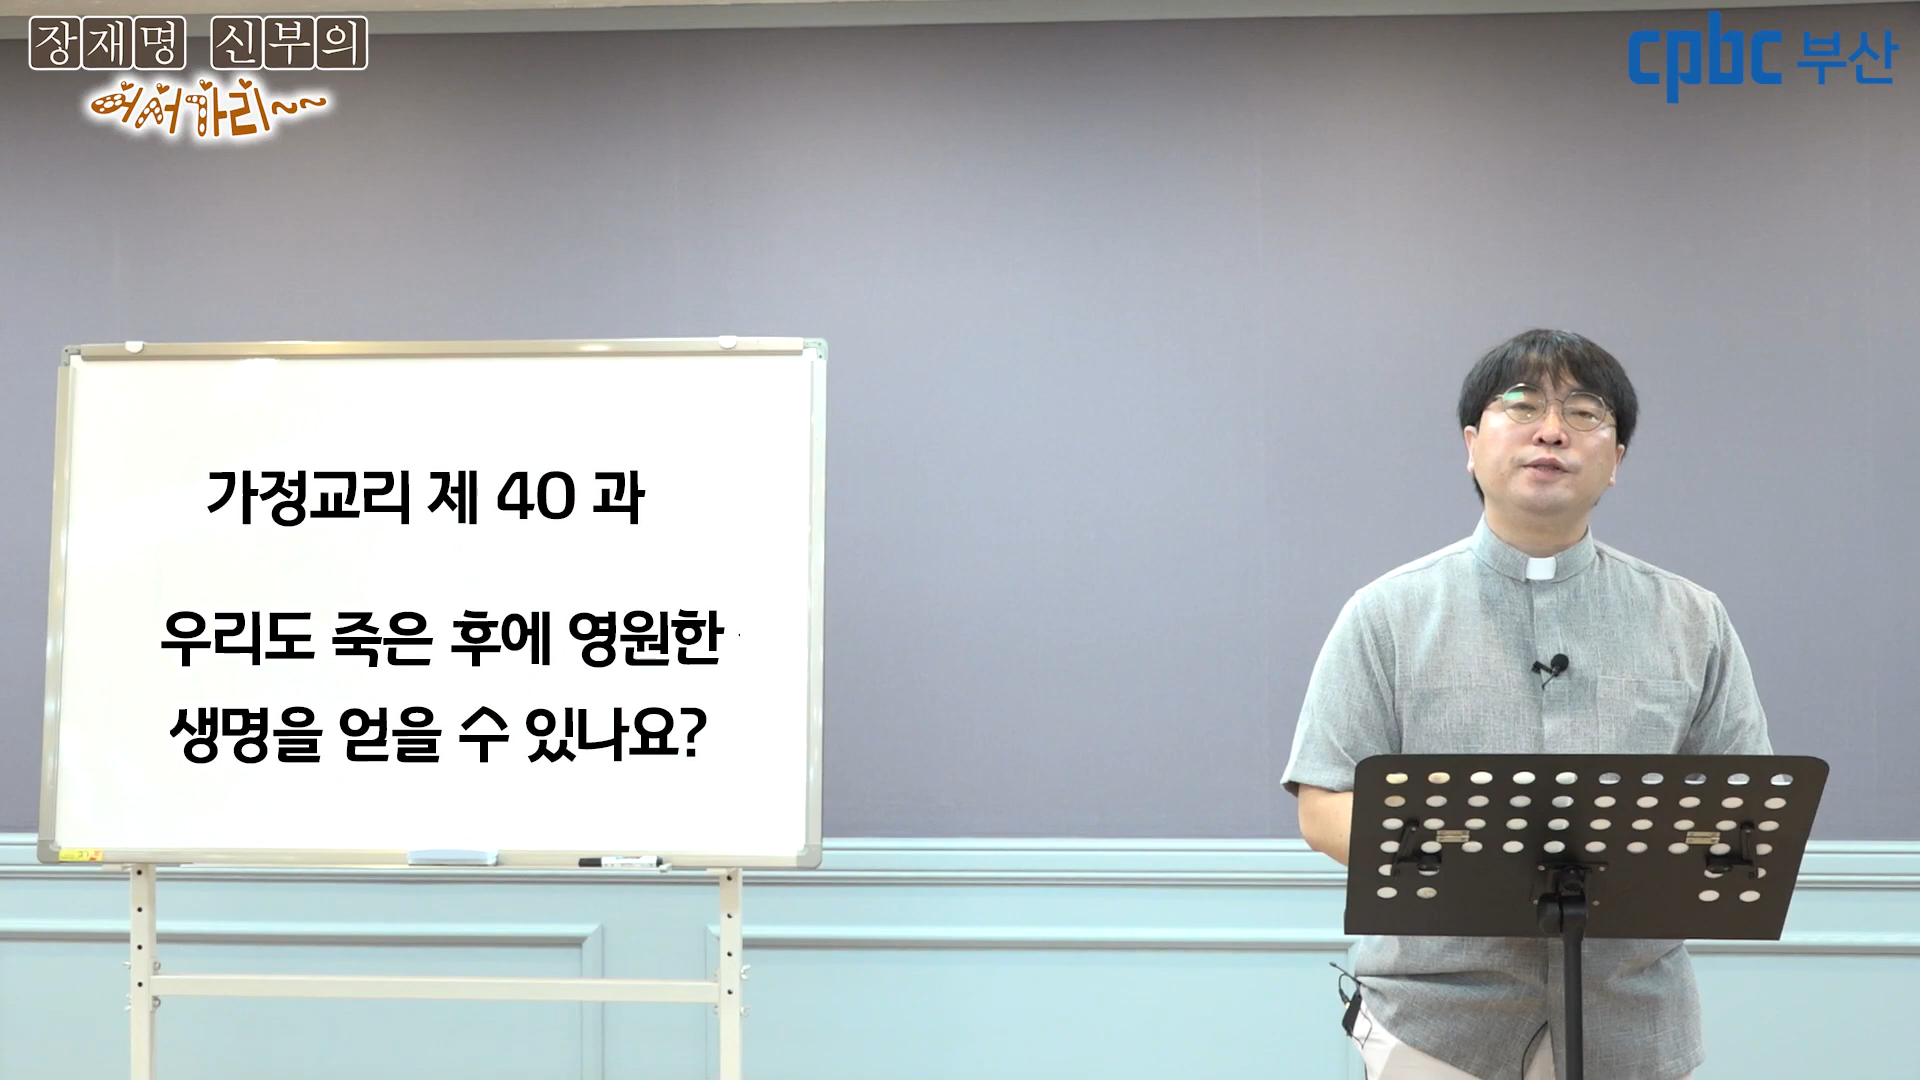 장재명 신부의
어서가리~~
cpbc 부산
가정교리 제 40 과
우리도 죽은 후에 영원한
생명을 얻을 수 있나요?